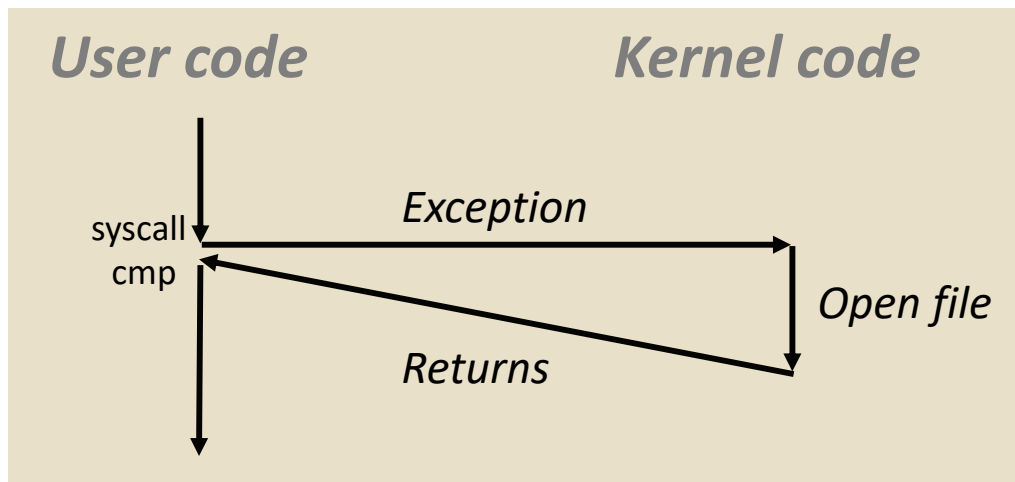 User code
Kernel code
Exception
syscall
cmp
Open file
Returns